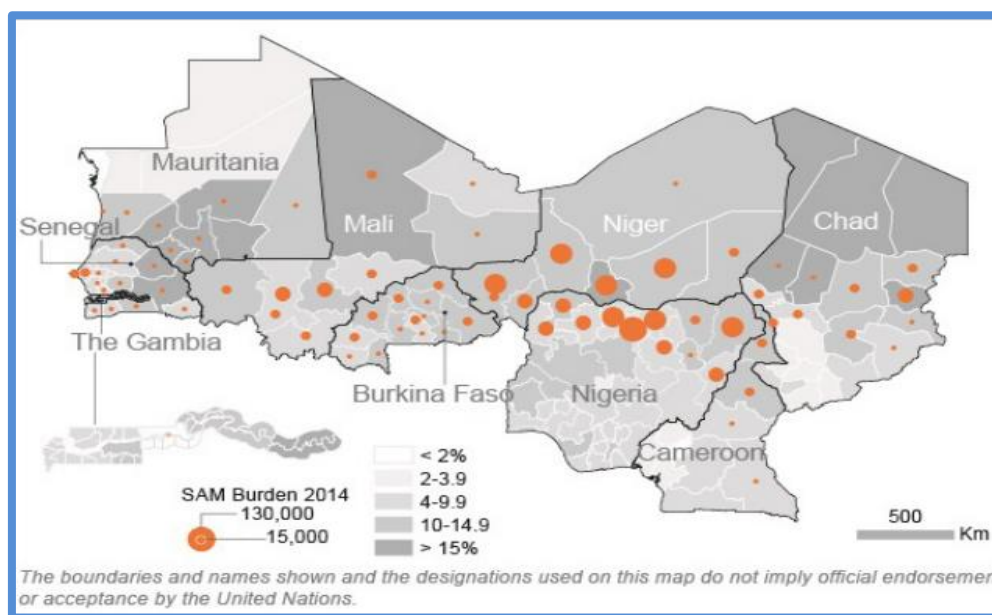 Mauritania
Senegal
Mali
Niger
Chad
The Gambia
Burkina Faso
Nigeria
Cameroon
< 2%
2-3.9
4-9.9
10-14.9
> 15%
SAM Burden 2014
130,000
15,000
500
Km
The boundaries and names shown and the designations used on this map do not imply official endorsemen
or acceptance by the United Nations.